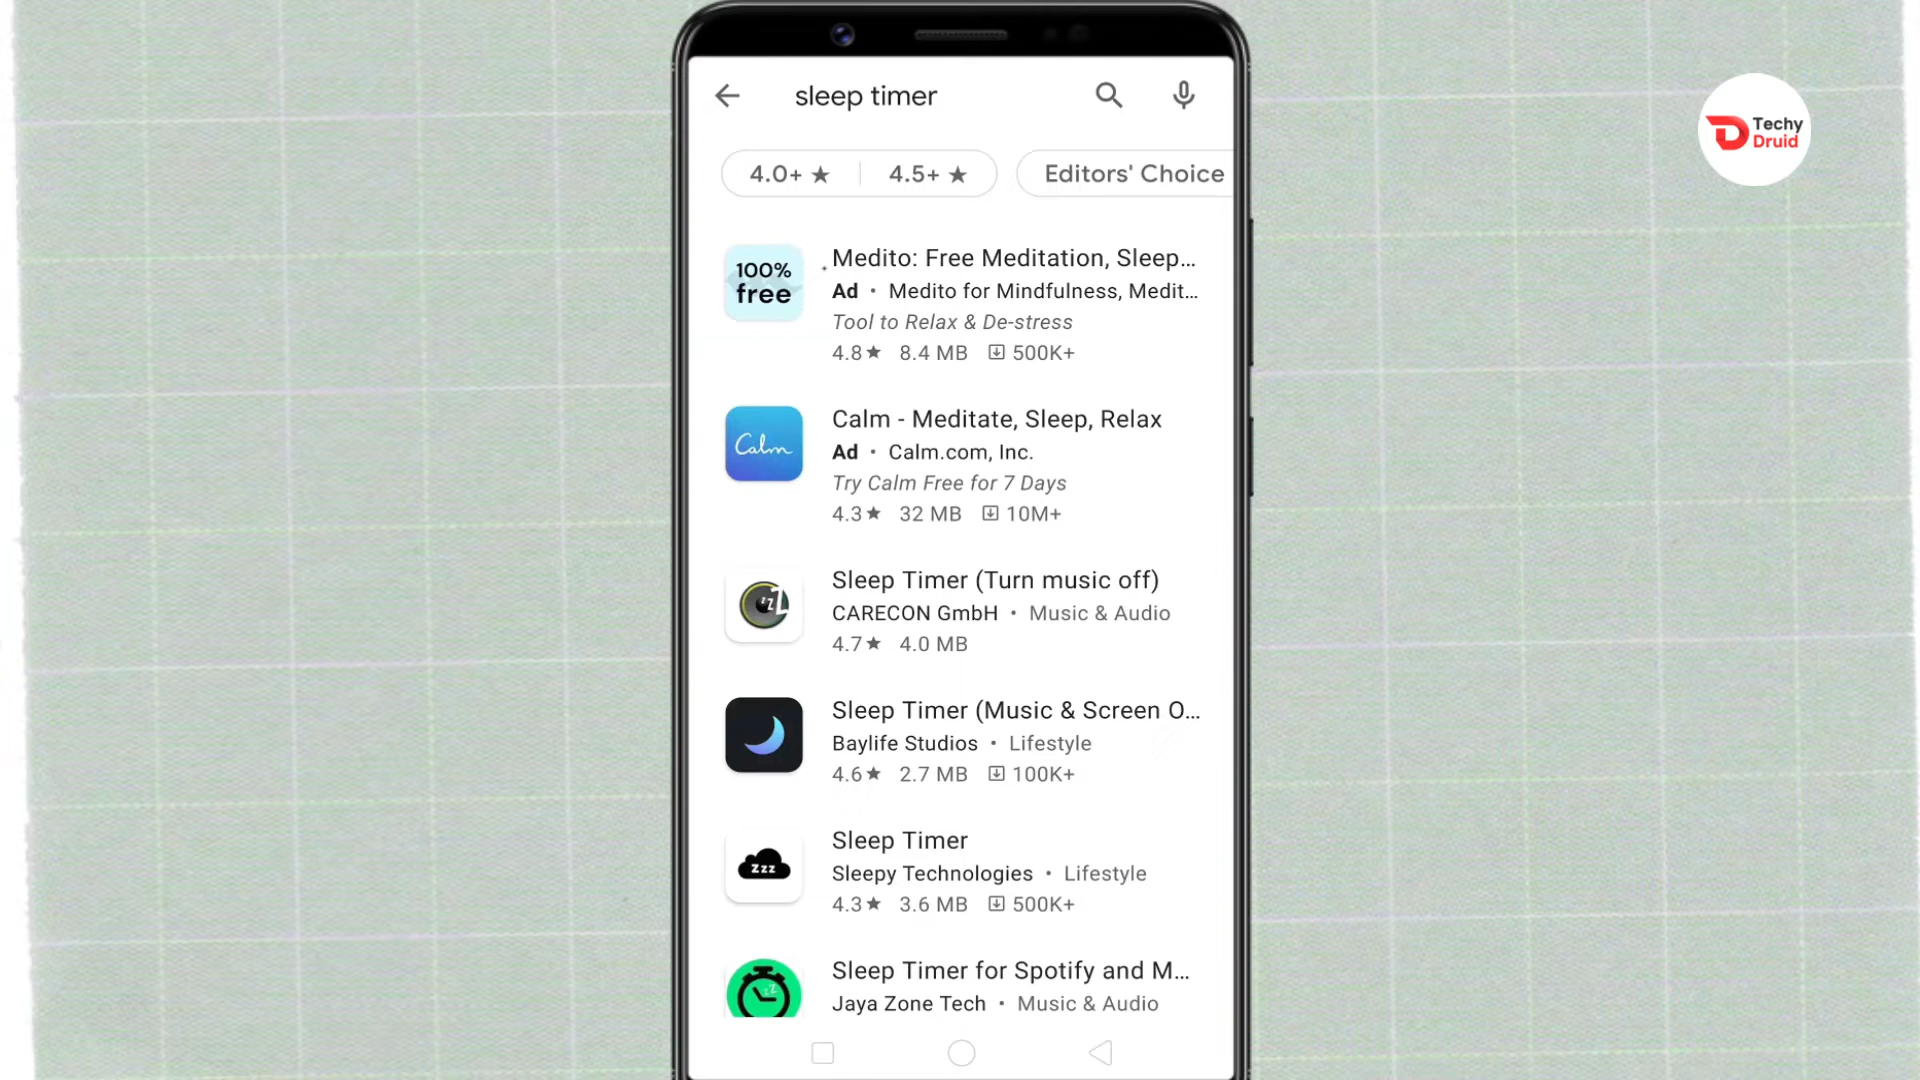 sleep timer
4.0+ ★ 4.5+ ★ Editors' Choice
100%
free
Medito: Free Meditation, Sleep...
Ad • Medito for Mindfulness, Medit...
Tool to Relax & De-stress
4.8★ 8.4 MB 500K+
Calm
Calm - Meditate, Sleep, Relax
Ad • Calm.com, Inc.
Try Calm Free for 7 Days
4.3★ 32 MB 10M+
zZZ
Sleep Timer (Turn music off)
CARECON GmbH • Music & Audio
4.7★ 4.0 MB
Sleep Timer (Music & Screen O...
Baylife Studios • Lifestyle
4.6★ 2.7 MB 100K+
zzz
Sleep Timer
Sleepy Technologies • Lifestyle
4.3★ 3.6 MB 500K+
Sleep Timer for Spotify and M...
Jaya Zone Tech • Music & Audio
Techy
Druid